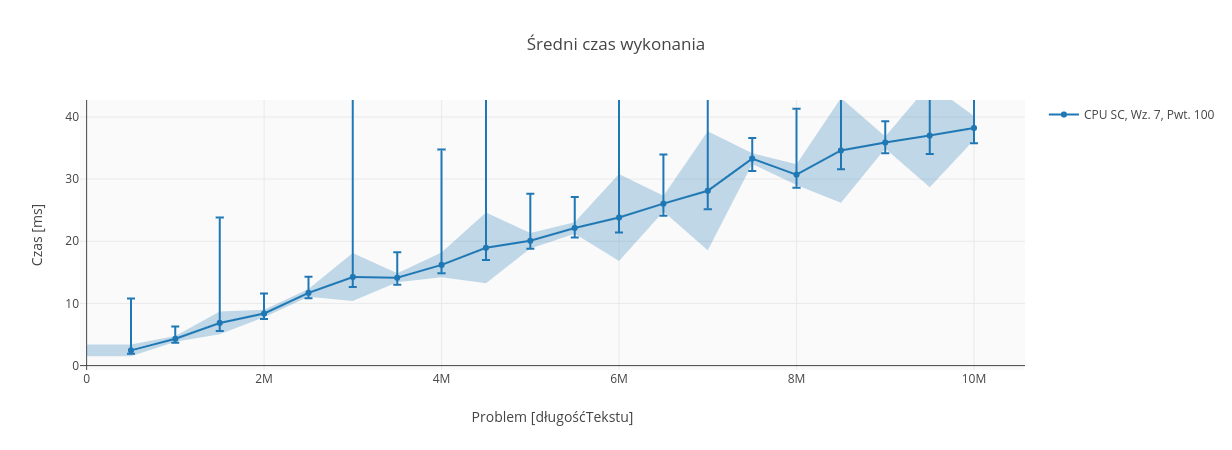 Średni czas wykonania
CPU SC, Wz. 7, Pwt. 100
40
30
20
10
0
Czas [ms]
0
2M
4M
6M
8M
10M
Problem [długośćTekstu]